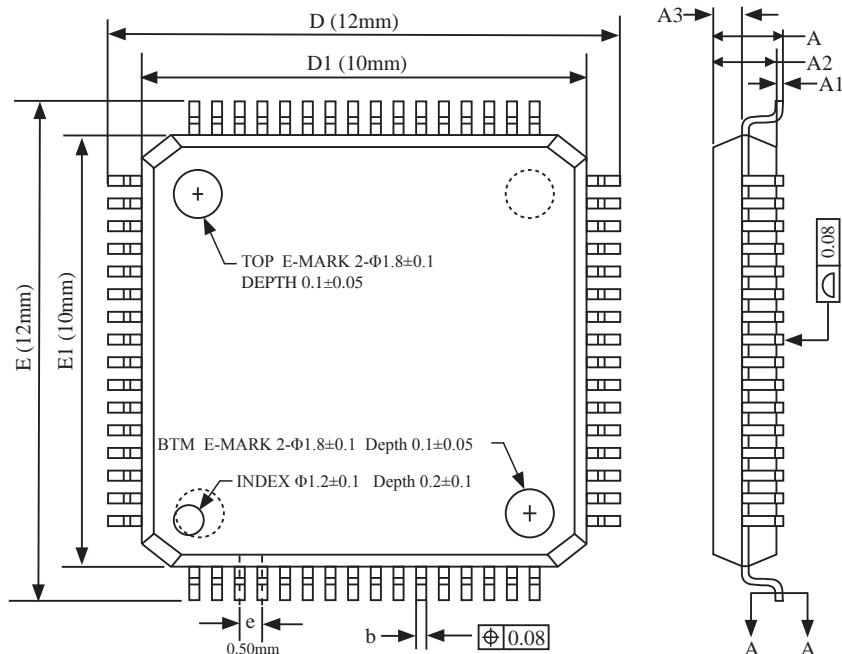 D (12mm)
D1 (10mm)
A3
A
A2
A1
E (12mm)
E1 (10mm)
TOP E-MARK 2-Φ1.8±0.1
DEPTH 0.1±0.05
0.08
BTM E-MARK 2-Φ1.8±0.1 Depth 0.1±0.05
INDEX Φ1.2±0.1 Depth 0.2±0.1
e
0.50mm
b
0.08
A A